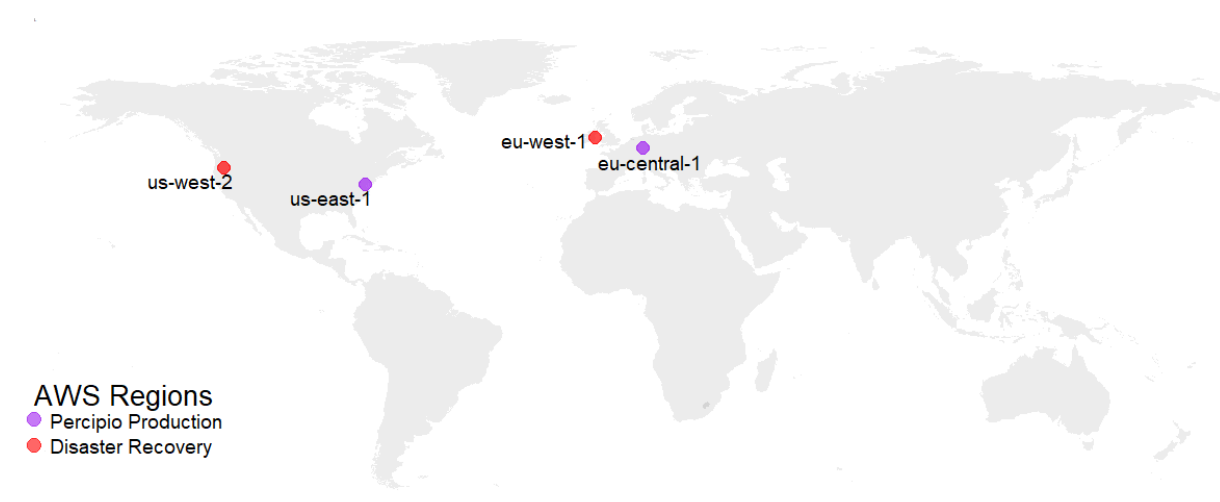 eu-west-1
eu-central-1
us-west-2
us-east-1
AWS Regions
Percipio Production
Disaster Recovery